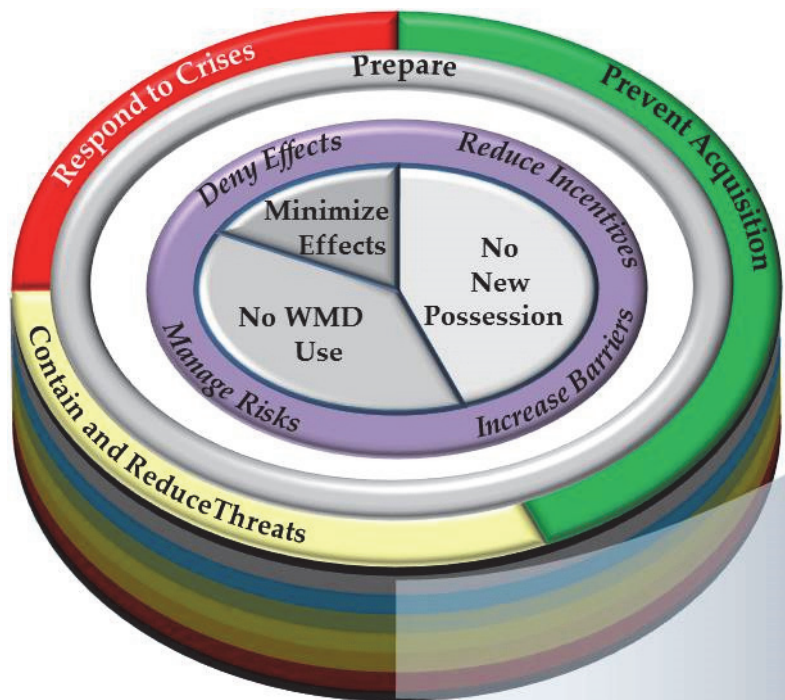 Respond to Crises
Prevent Acquisition
Prepare
Deny Effects
Reduce Incentives
Minimize
Effects
No
New
Possession
No WMD
Use
Manage Risks
Increase Barriers
Contain and ReduceThreats